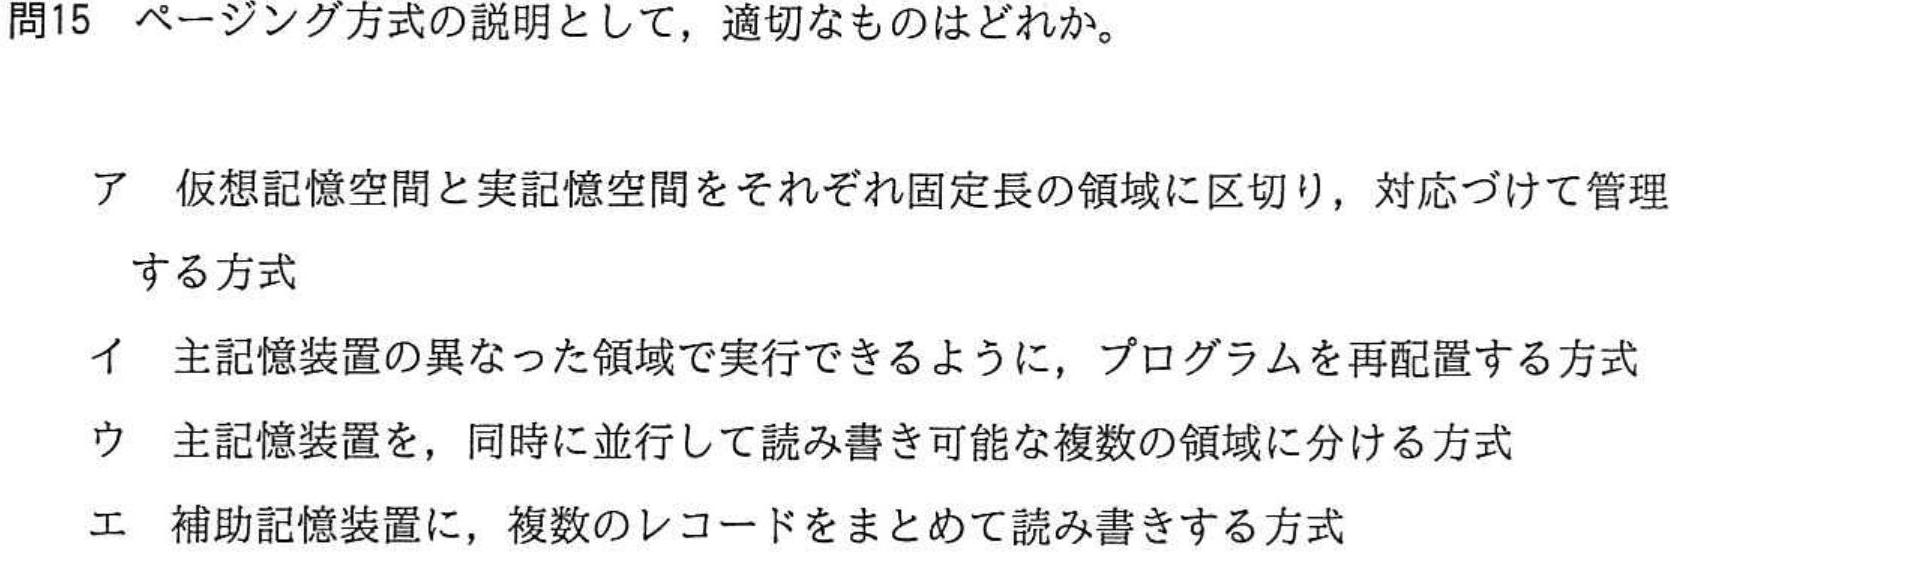 問15　ページング方式の説明として，適切なものはどれか。
ア　仮想記憶空間と実記憶空間をそれぞれ固定長の領域に区切り，対応づけて管理
する方式
イ　主記憶装置の異なった領域で実行できるように，プログラムを再配置する方式
ウ　主記憶装置を，同時に並行して読み書き可能な複数の領域に分ける方式
エ　補助記憶装置に，複数のレコードをまとめて読み書きする方式